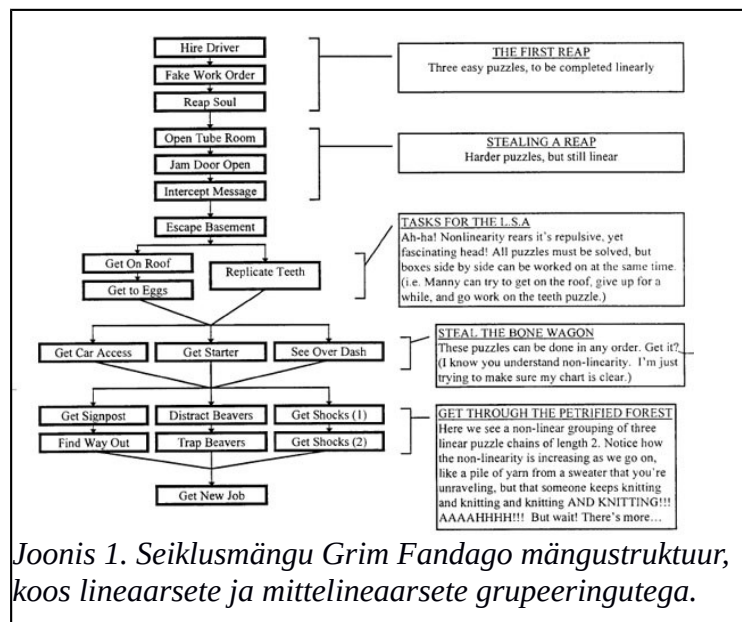 Hire Driver
Fake Work Order
Reap Soul
THE FIRST REAP
Three easy puzzles, to be completed linearly
Open Tube Room
Jam Door Open
Intercept Message
STEALING A REAP
Harder puzzles, but still linear
Escape Basement
Get On Roof
Replicate Teeth
Get to Eggs
TASKS FOR THE L.S.A
Ah-ha! Nonlinearity rears it's repulsive, yet
fascinating head! All puzzles must be solved, but
boxes side by side can be worked on at the same time.
(i.e. Manny can try to get on the roof, give up for a
while, and go work on the teeth puzzle.)
Get Car Access
Get Starter
See Over Dash
STEAL THE BONE WAGON
These puzzles can be done in any order. Get it?
(I know you understand non-linearity. I'm just
trying to make sure my chart is clear.)
Get Signpost
Distract Beavers
Get Shocks (1)
Find Way Out
Trap Beavers
Get Shocks (2)
Get New Job
GET THROUGH THE PETRIFIED FOREST
Here we see a non-linear grouping of three
linear puzzle chains of length 2. Notice how
the non-linearity is increasing as we go on,
like a pile of yarn from a sweater that you're
unraveling, but that someone keeps knitting
and knitting and knitting AND KNITTING!!!
AAAAHHHH!!! But wait! There's more...
Joonis 1. Seiklusmängu Grim Fandago mängustruktuur,
koos lineaarsete ja mittelineaarsete grupeeringutega.